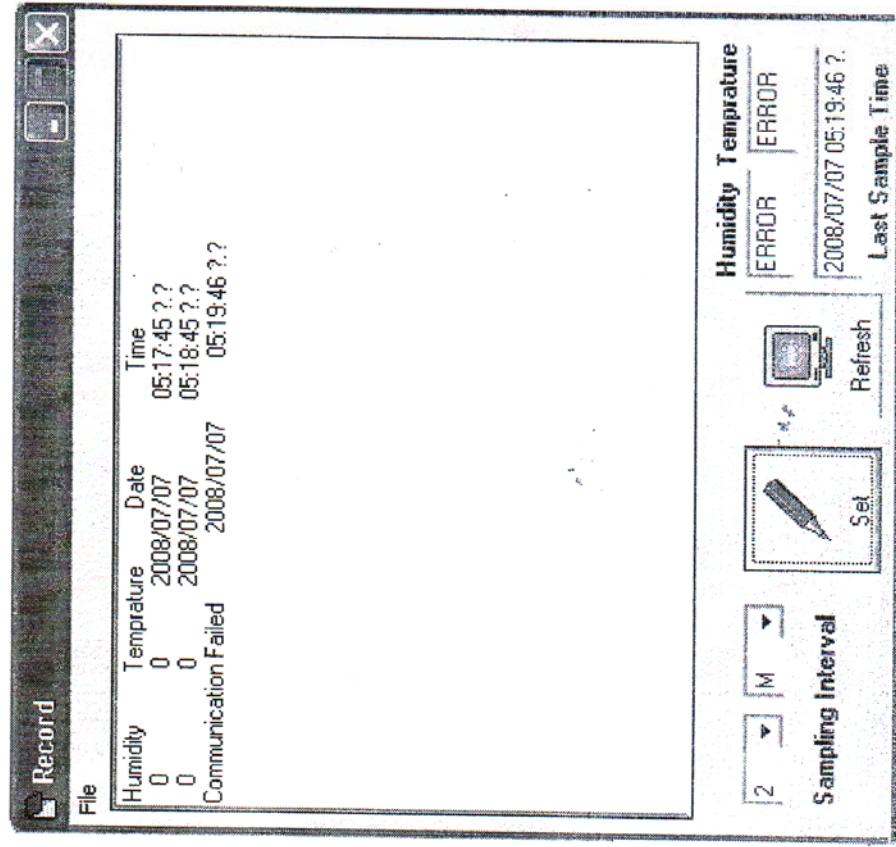 Record
File
Humidity Temprature Date Time
0 0 2008/07/07 05:17:45 ?.?
0 0 2008/07/07 05:18:45 ?.?
Communication Failed 2008/07/07 05:19:46 ?.?
Humidity Temprature
2 M ERROR ERROR
2008/07/07 05:19:46 ?.
Sampling Interval Set Refresh Last Sample Time